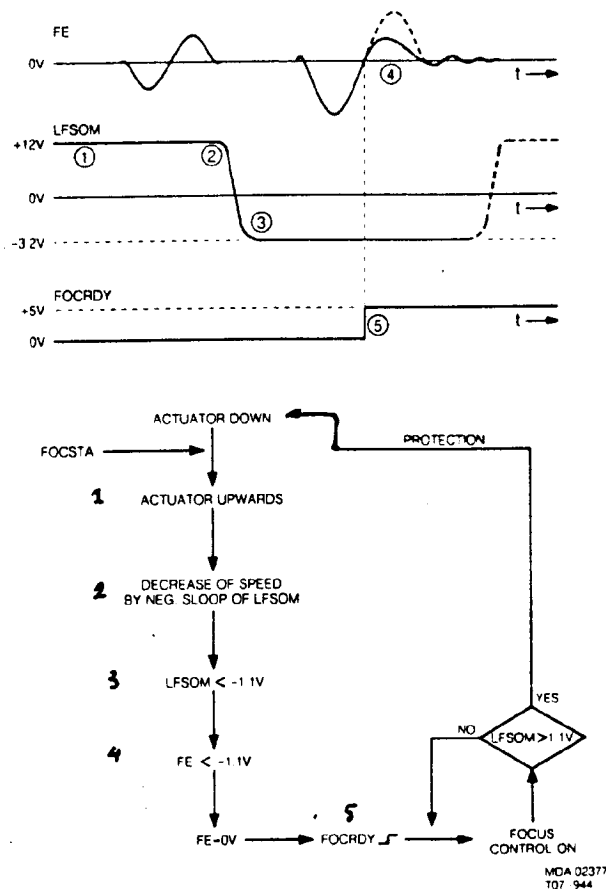 FE
0V
④
t
LFSOM
+12V
①
②
0V
③
t
-3.2V
FOCRDY
+5V
⑤
t
0V
ACTUATOR DOWN
PROTECTION
FOCSTA
1 ACTUATOR UPWARDS
2 DECREASE OF SPEED
BY NEG. SLOOP OF LFSOM
3 LFSOM < -1.1V
YES
NO
LFSOM>1.1V
4 FE < -1.1V
5
FE-0V
FOCRDY
FOCUS
CONTROL ON
MDA 02377
T07 944